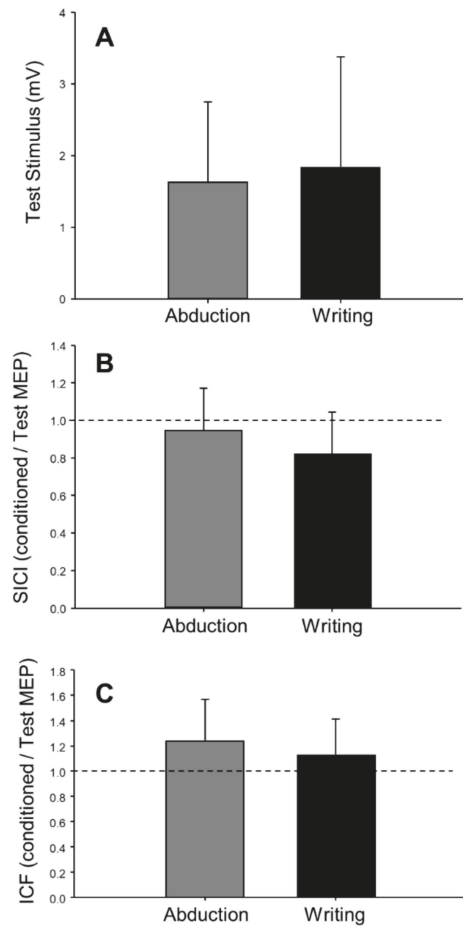 A
Test Stimulus (mV)
4
3
2
1
0
Abduction Writing
B
SICI (conditioned / Test MEP)
1.4
1.2
1.0
0.8
0.6
0.4
0.2
0.0
Abduction Writing
C
ICF (conditioned / Test MEP)
1.8
1.6
1.4
1.2
1.0
0.8
0.6
0.4
0.2
0.0
Abduction Writing